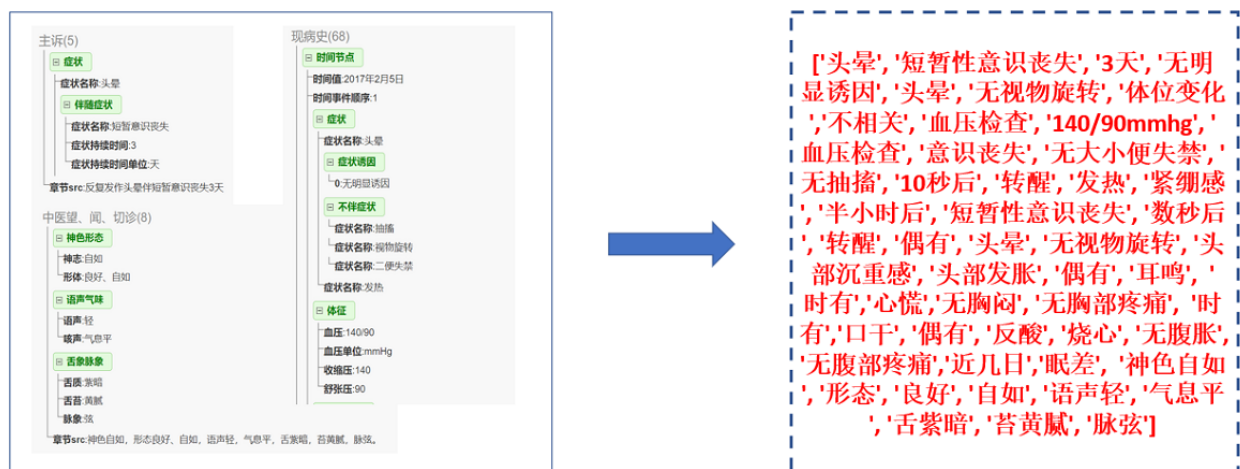 主诉(5)
症状
症状名称:头晕
伴随症状
症状名称:短暂意识丧失
症状持续时间:3
症状持续时间单位:天
章节src:反复发作头晕伴短暂意识丧失3天
中医望、闻、切诊(8)
神色形态
神志:自如
形体:良好、自如
语声气味
语声:轻
咳声:气息平
舌象脉象
舌质:紫暗
舌苔:黄腻
脉象:弦
章节src:神色自如，形态良好、自如，语声轻，气息平，舌紫暗，苔黄腻，脉弦。
现病史(68)
时间节点
时间值:2017年2月5日
时间事件顺序:1
症状
症状名称:头晕
症状诱因
0:无明显诱因
不伴症状
症状名称:抽搐
症状名称:视物旋转
症状名称:二便失禁
症状名称:发热
体征
血压:140/90
血压单位:mmHg
收缩压:140
舒张压:90
['头晕', '短暂性意识丧失', '3天', '无明
显诱因', '头晕', '无视物旋转', '体位变化
','不相关', '血压检查', '140/90mmhg', '
血压检查', '意识丧失', '无大小便失禁', '
无抽搐', '10秒后', '转醒', '发热', '紧绷感
', '半小时后', '短暂性意识丧失', '数秒后
', '转醒', '偶有', '头晕', '无视物旋转', '头
部沉重感', '头部发胀', '偶有', '耳鸣', '
时有','心慌','无胸闷', '无胸部疼痛', '时
有','口干', '偶有', '反酸', '烧心', '无腹胀',
'无腹部疼痛','近几日','眠差', '神色自如
', '形态', '良好', '自如', '语声轻', '气息平
', '舌紫暗', '苔黄腻', '脉弦']